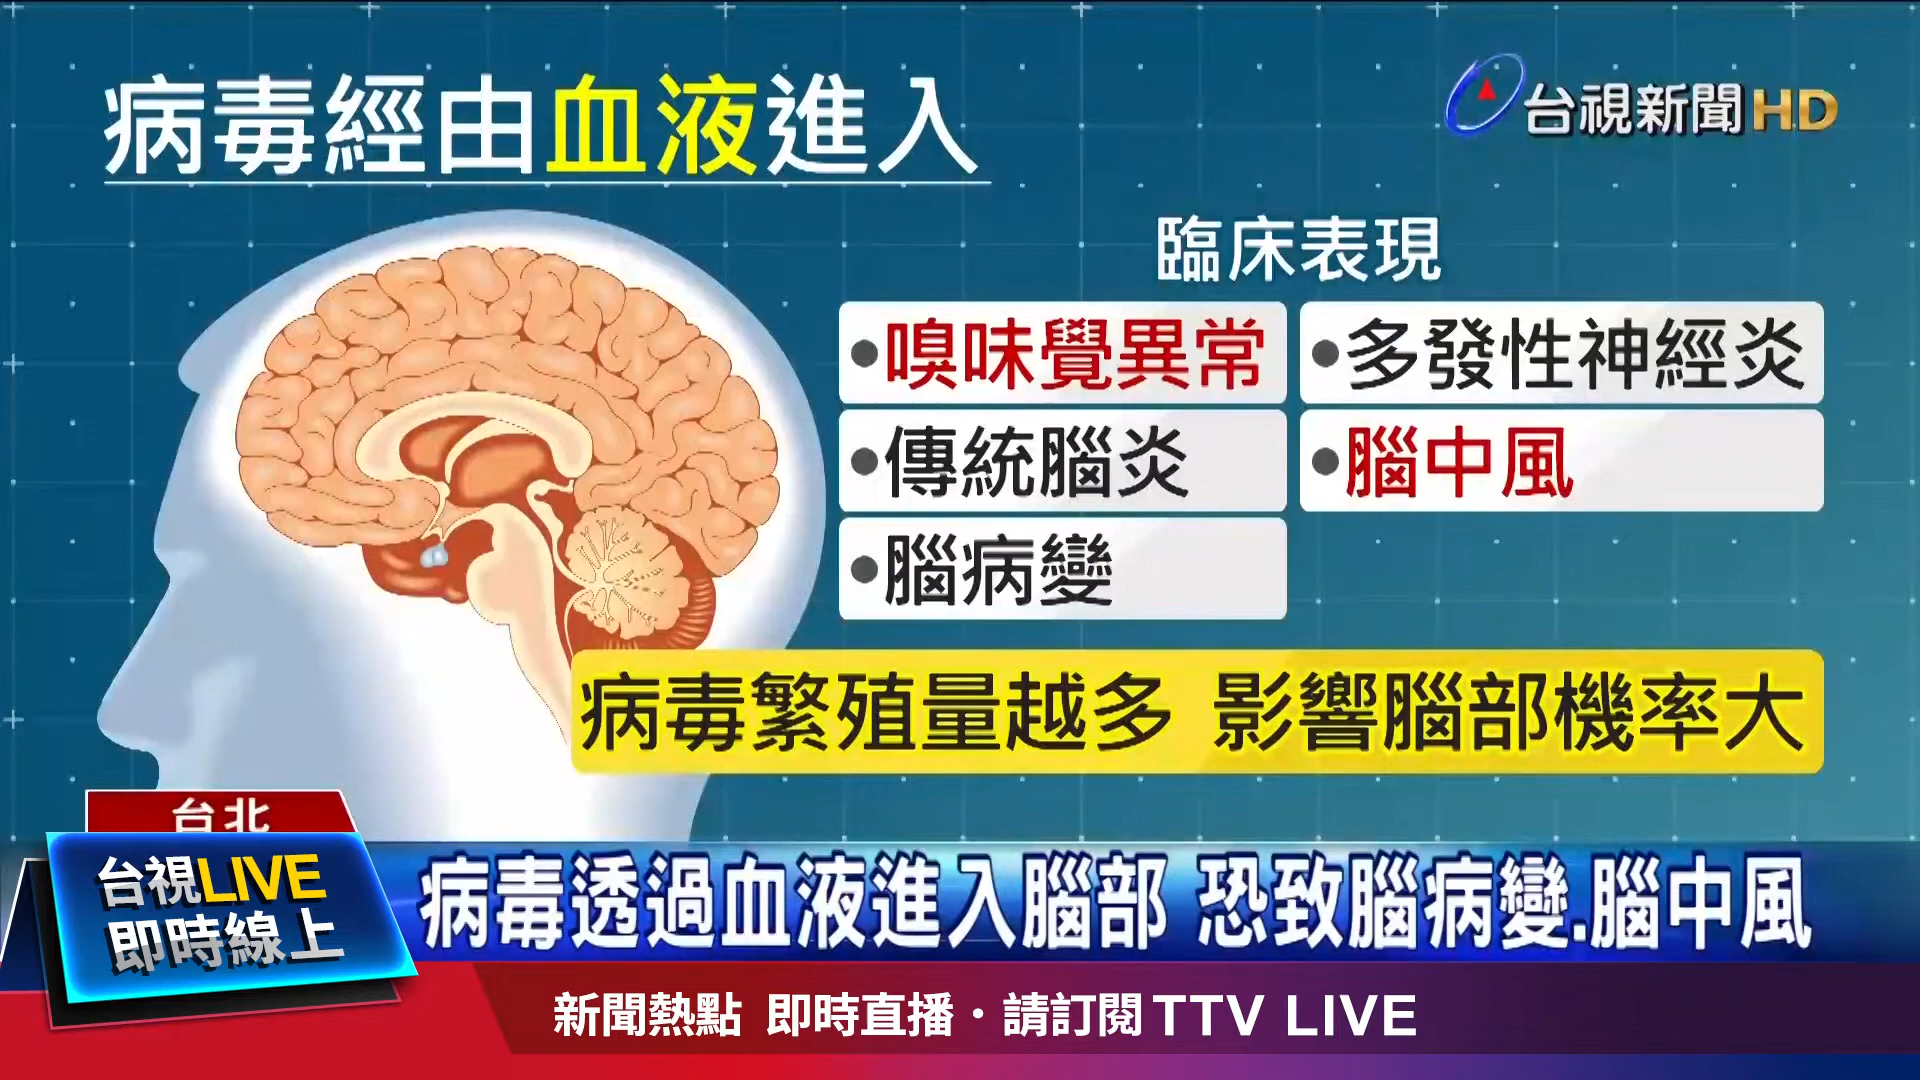 病毒經由血液進入
台視新聞HD
臨床表現
•嗅味覺異常
•多發性神經炎
•傳統腦炎
•腦中風
•腦病變
病毒繁殖量越多 影響腦部機率大
台北
台視LIVE
即時線上
病毒透過血液進入腦部 恐致腦病變.腦中風
新聞熱點 即時直播·請訂閱TTV LIVE